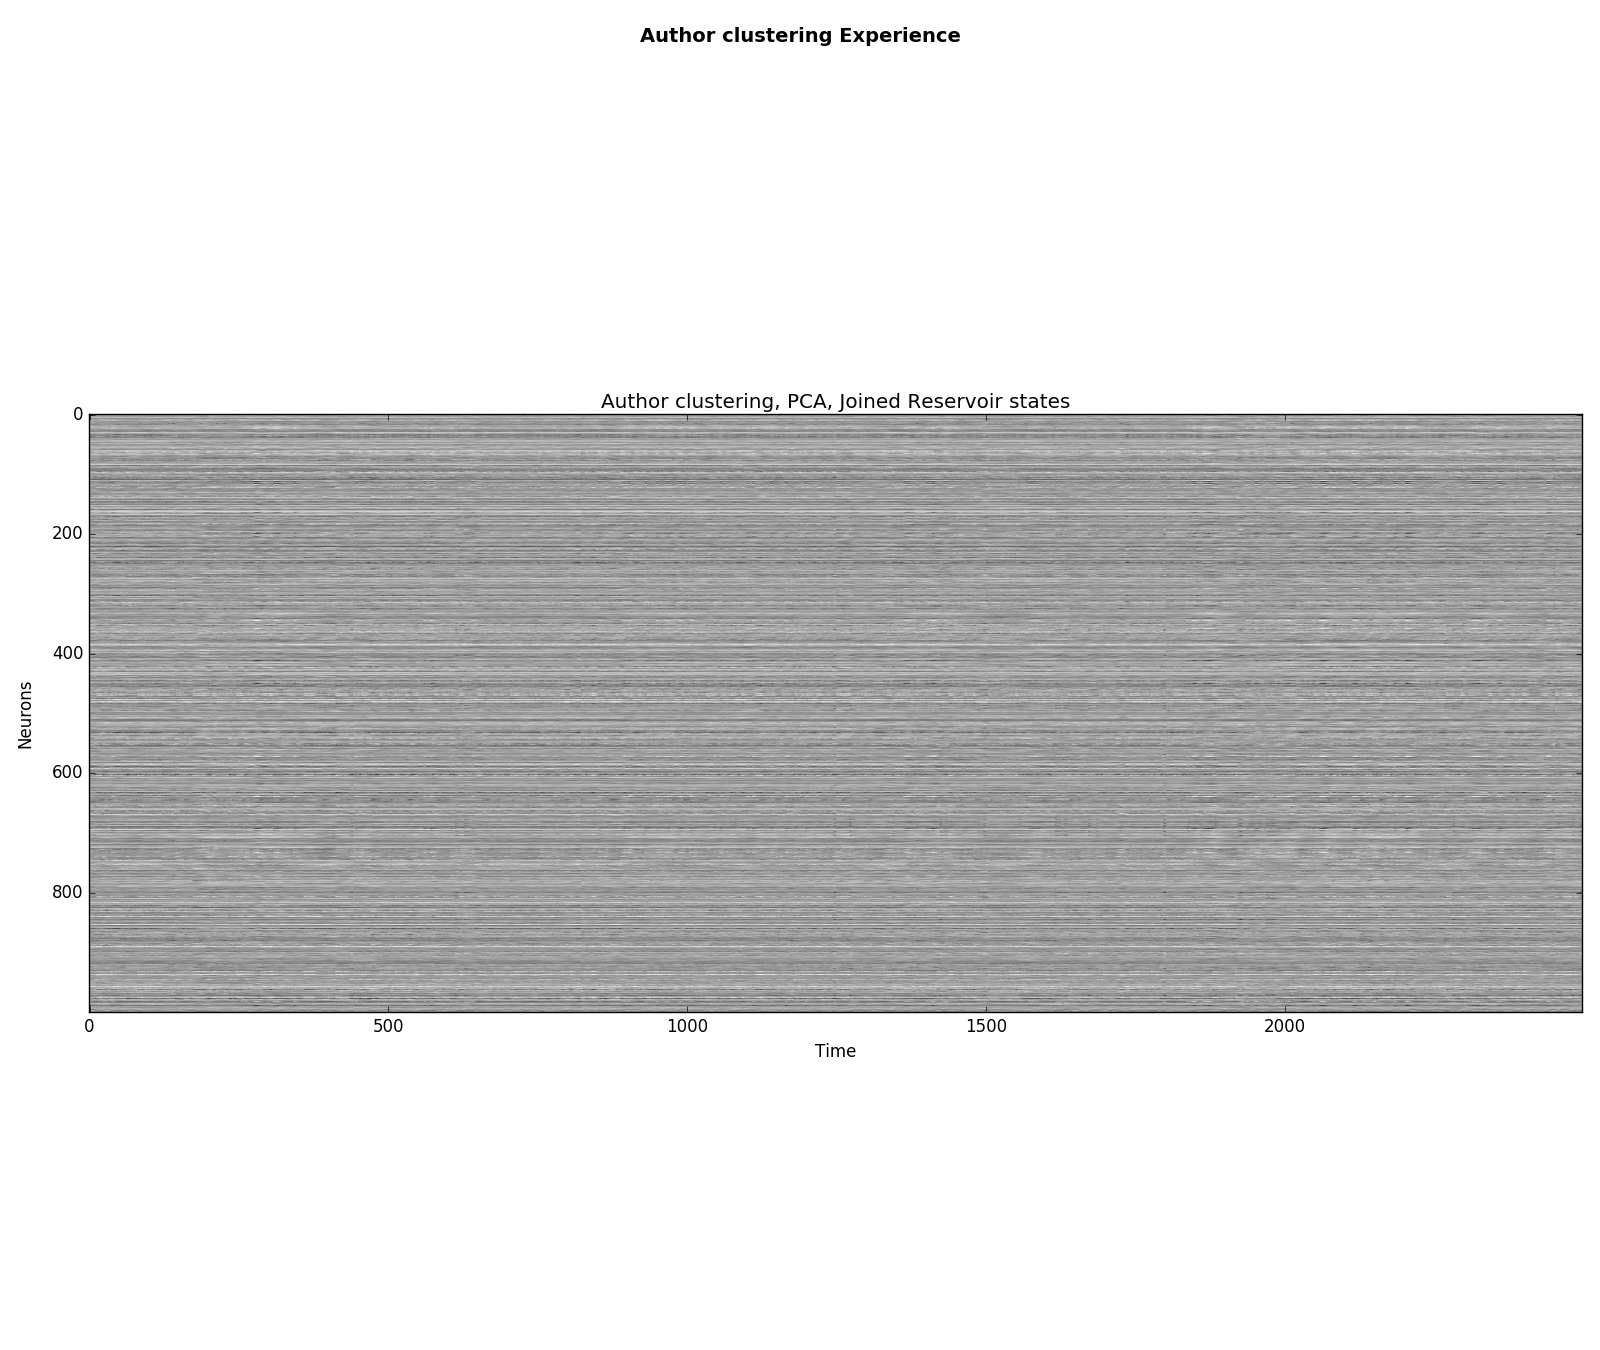 Author clustering Experience
Author clustering, PCA, Joined Reservoir states
0
200
400
600
800
Neurons
0 500 1000 1500 2000
Time